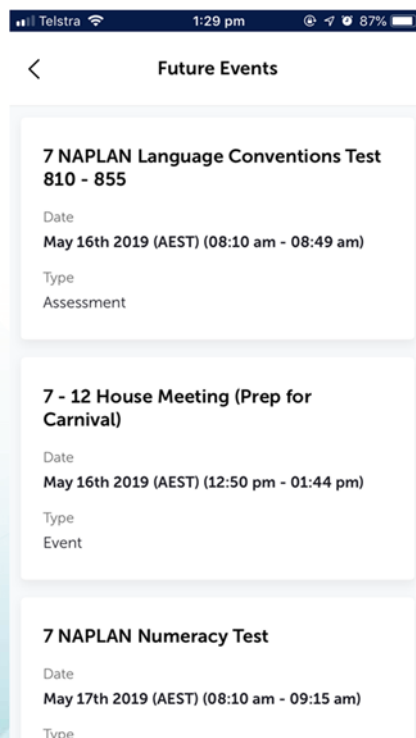 Telstra 1:29 pm 87%
Future Events
7 NAPLAN Language Conventions Test
810 - 855
Date
May 16th 2019 (AEST) (08:10 am - 08:49 am)
Type
Assessment
7 - 12 House Meeting (Prep for
Carnival)
Date
May 16th 2019 (AEST) (12:50 pm - 01:44 pm)
Type
Event
7 NAPLAN Numeracy Test
Date
May 17th 2019 (AEST) (08:10 am - 09:15 am)
Type